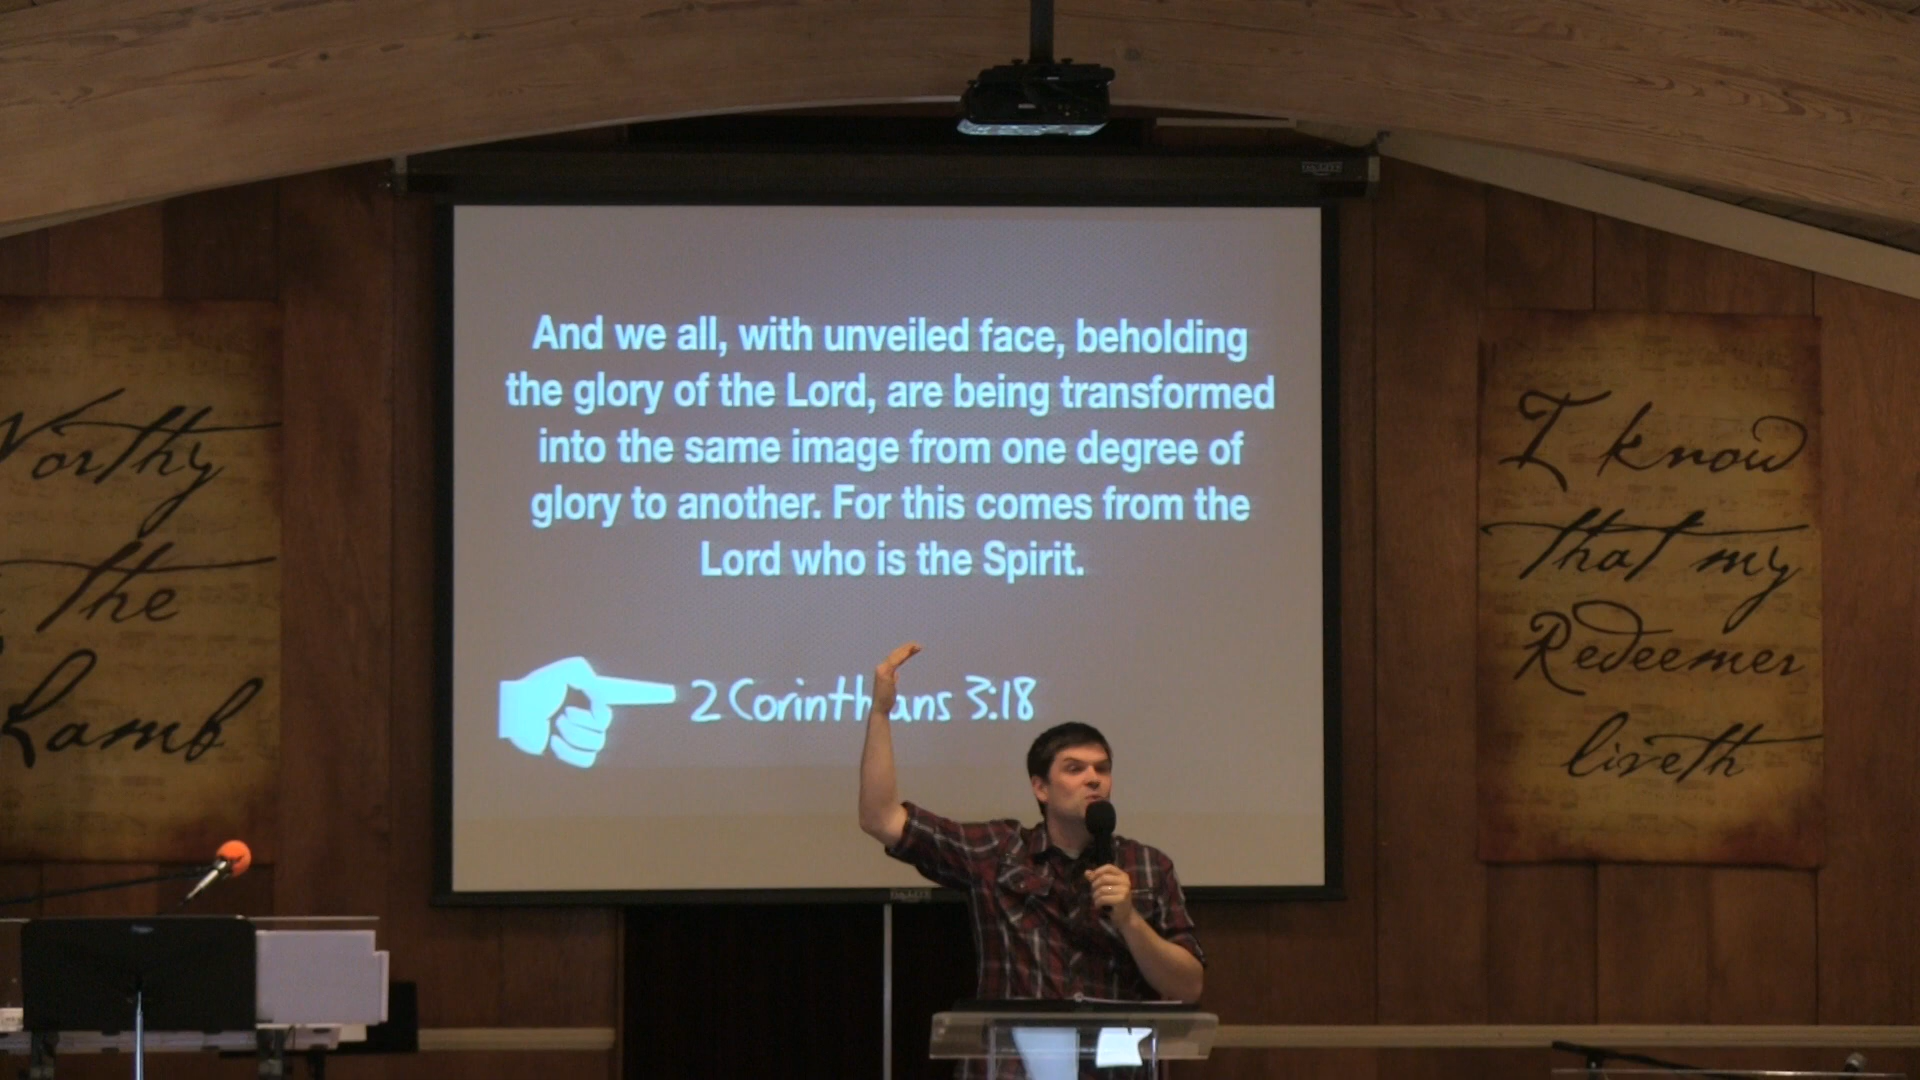 And we all, with unveiled face, beholding
the glory of the Lord, are being transformed
into the same image from one degree of
glory to another. For this comes from the
Lord who is the Spirit.
2 Corinthians 3:18
Worthy
the
Lamb
I know
that my
Redeemer
liveth